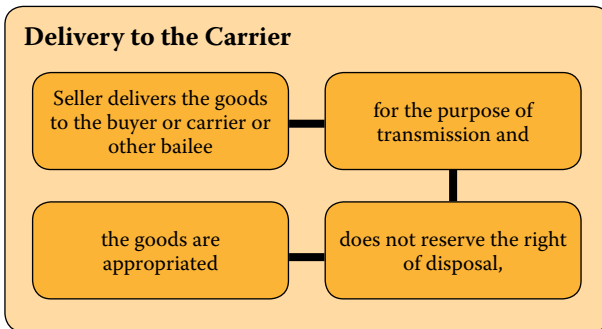 Delivery to the Carrier
Seller delivers the goods
to the buyer or carrier or
other bailee
for the purpose of
transmission and
does not reserve the right
of disposal,
the goods are
appropriated